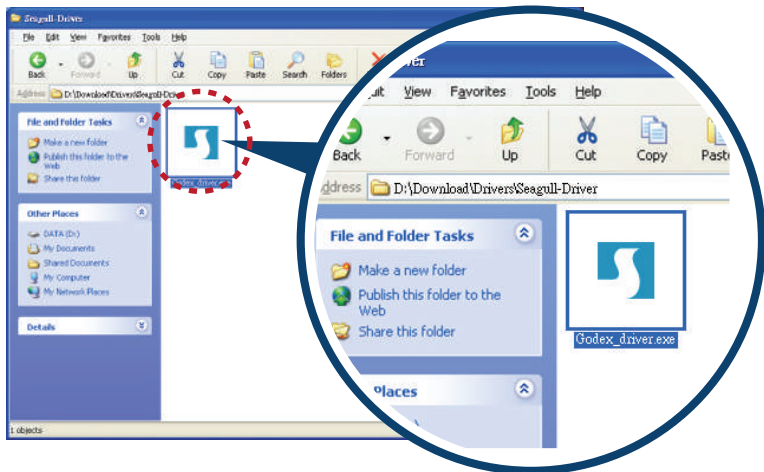 Seagull-Driver
File Edit View Favorites Tools Help
Back Forward Up Cut Copy Paste Search Folders
Address D:\Download\Drivers\Seagull-Driver
File and Folder Tasks
Make a new folder
Publish this folder to the
Web
Share this folder
Other Places
DATA (D:)
My Documents
Shared Documents
My Computer
My Network Places
Details
Godex_driver.exe
1 objects
View Favorites Tools Help
Back Forward Up Cut Copy Paste
Address D:\Download\Drivers\Seagull-Driver
File and Folder Tasks
Make a new folder
Publish this folder to the
Web
Share this folder
Places
Godex_driver.exe